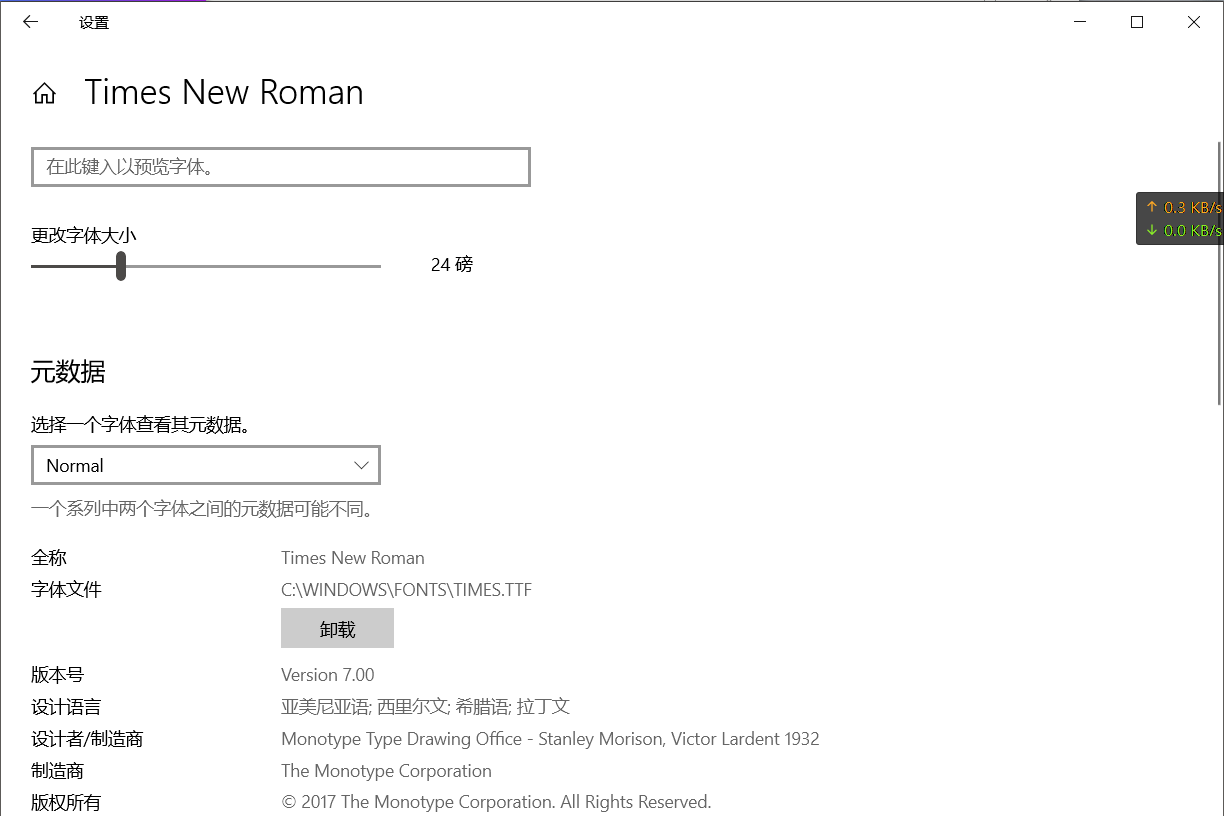 设置
Times New Roman
在此键入以预览字体。
↑ 0.3 KB/s
↓ 0.0 KB/s
更改字体大小
24 磅
元数据
选择一个字体查看其元数据。
Normal
一个系列中两个字体之间的元数据可能不同。
全称 Times New Roman
字体文件 C:\WINDOWS\FONTS\TIMES.TTF
卸载
版本号 Version 7.00
设计语言 亚美尼亚语; 西里尔文; 希腊语; 拉丁文
设计者/制造商 Monotype Type Drawing Office - Stanley Morison, Victor Lardent 1932
制造商 The Monotype Corporation
版权所有 © 2017 The Monotype Corporation. All Rights Reserved.